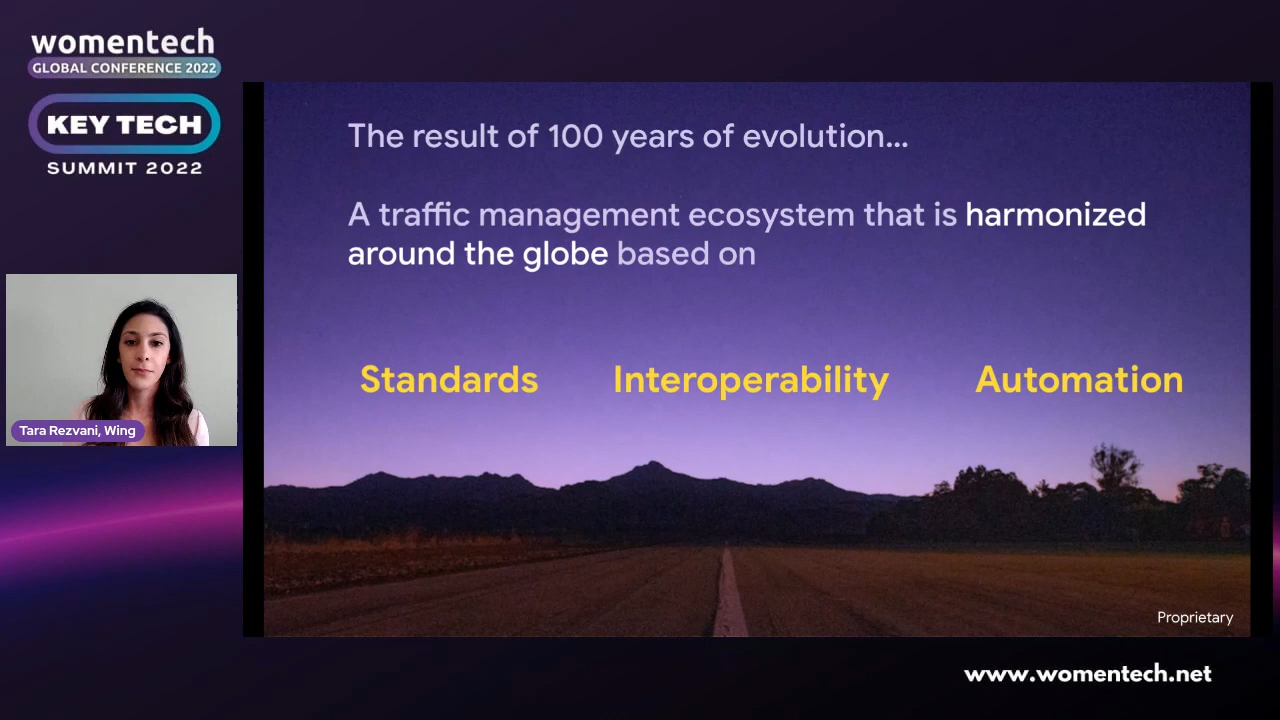 womentech
GLOBAL CONFERENCE 2022
KEY TECH
SUMMIT 2022
The result of 100 years of evolution...
A traffic management ecosystem that is harmonized
around the globe based on
Standards Interoperability Automation
Tara Rezvani, Wing
Proprietary
www.womentech.net